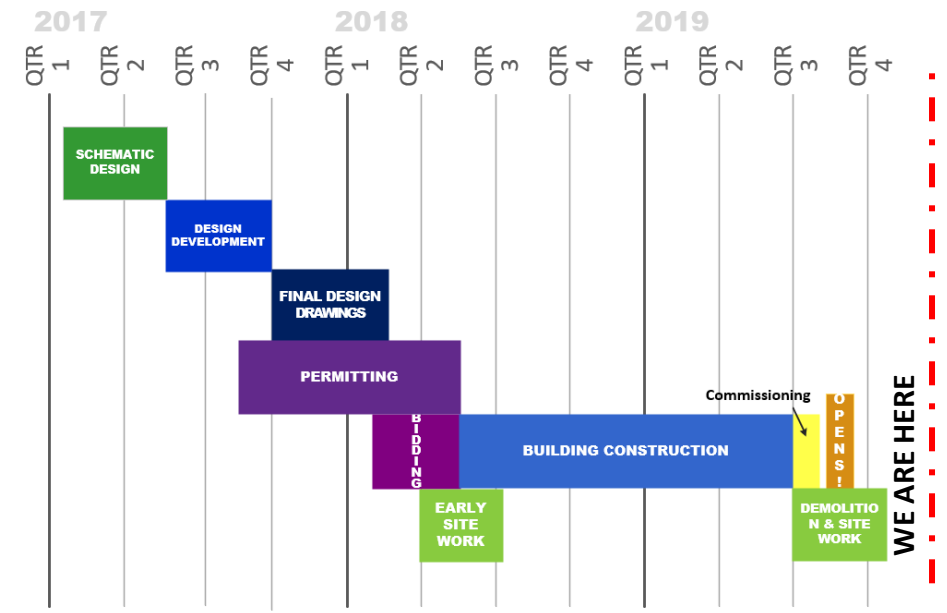 2017
2018
2019
QTR 1
QTR 2
QTR 3
QTR 4
QTR 1
QTR 2
QTR 3
QTR 4
QTR 1
QTR 2
QTR 3
QTR 4
SCHEMATIC
DESIGN
DESIGN
DEVELOPMENT
FINAL DESIGN
DRAWINGS
PERMITTING
Commissioning
OPENS!
BIDDING
BUILDING CONSTRUCTION
EARLY
SITE
WORK
DEMOLITIO
N & SITE
WORK
WE ARE HERE